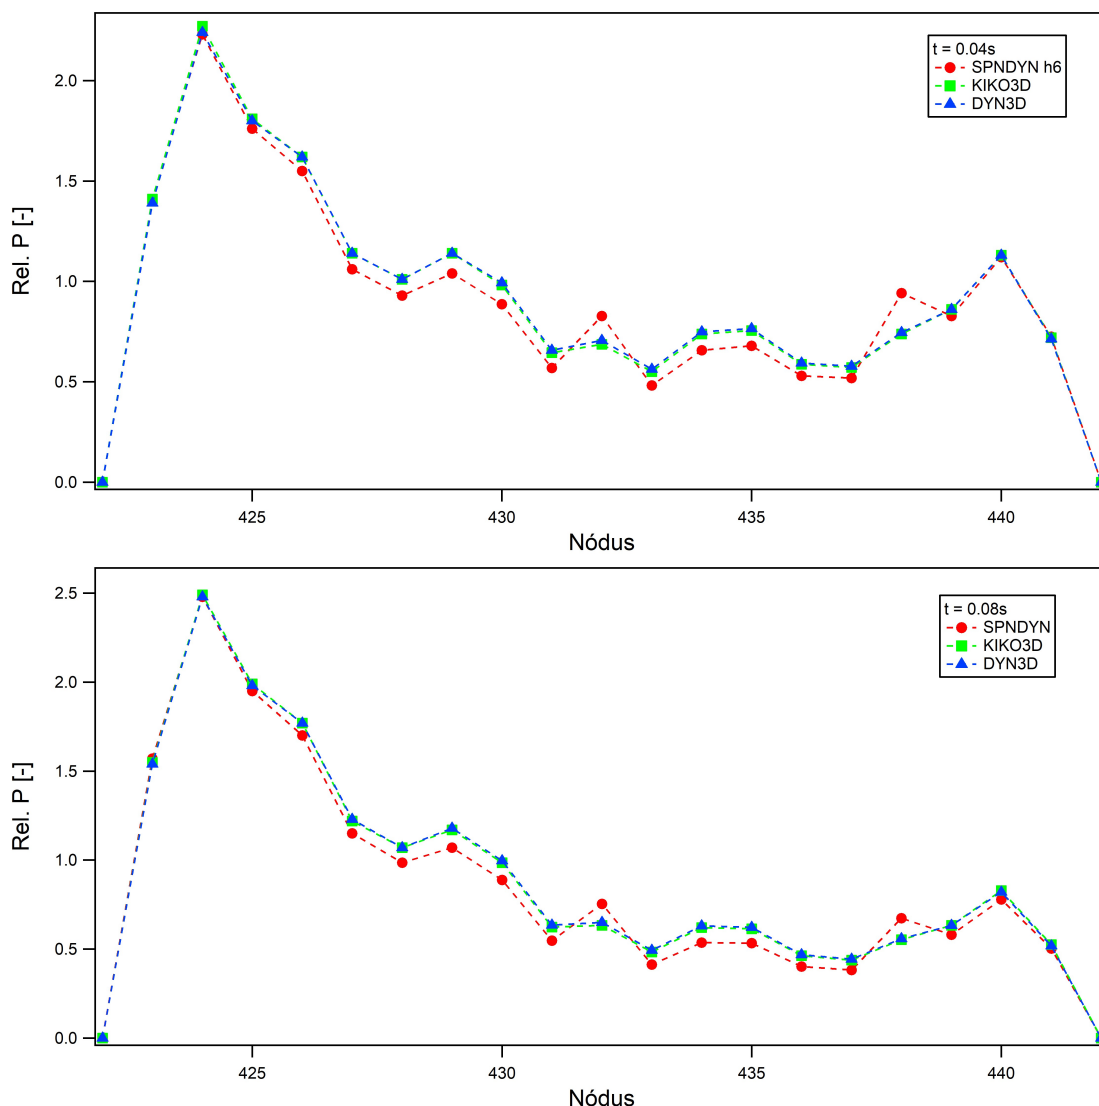 t = 0.04s
SPNDYN h6
KIKO3D
DYN3D
2.0
1.5
1.0
0.5
0.0
Rel. P [-]
425 430 435 440
Nódus
t = 0.08s
SPNDYN
KIKO3D
DYN3D
2.5
2.0
1.5
1.0
0.5
0.0
Rel. P [-]
425 430 435 440
Nódus